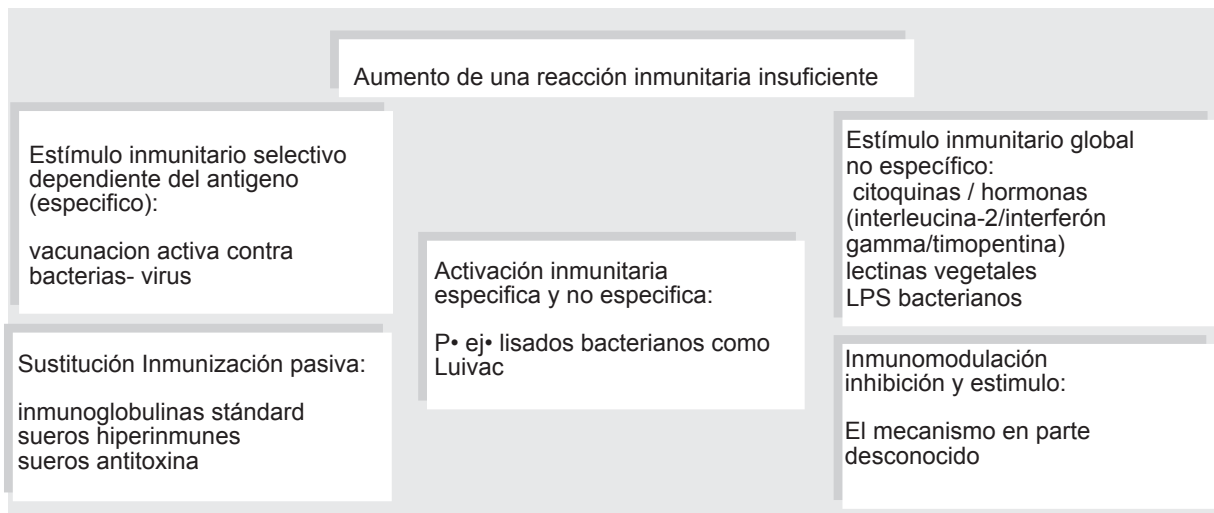 Aumento de una reacción inmunitaria insuficiente
Estímulo inmunitario selectivo
dependiente del antigeno
(especifico):
vacunacion activa contra
bacterias- virus
Sustitución Inmunización pasiva:
inmunoglobulinas stándard
sueros hiperinmunes
sueros antitoxina
Activación inmunitaria
especifica y no especifica:
P• ej• lisados bacterianos como
Luivac
Estímulo inmunitario global
no específico:
citoquinas / hormonas
(interleucina-2/interferón
gamma/timopentina)
lectinas vegetales
LPS bacterianos
Inmunomodulación
inhibición y estimulo:
El mecanismo en parte
desconocido